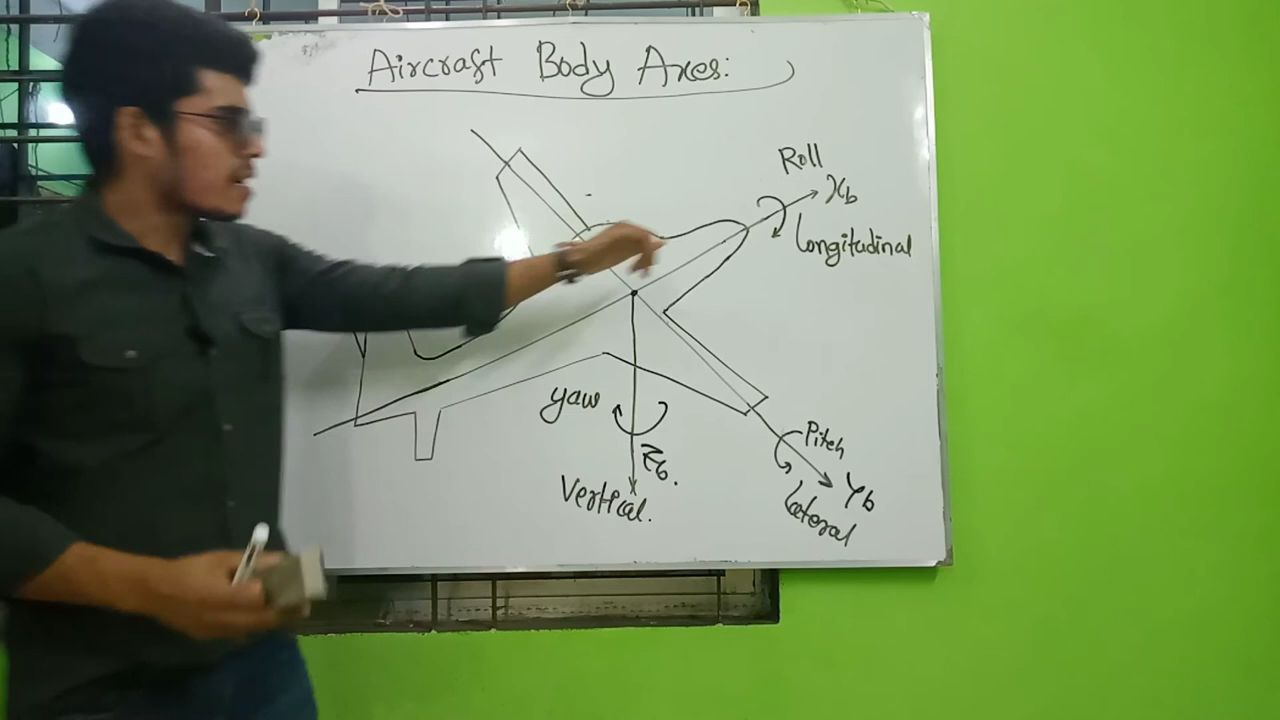 Aircraft Body Axes:
Roll
Xb
Longitudinal
yaw
Zb.
Vertical.
Pitch
Yb
Lateral